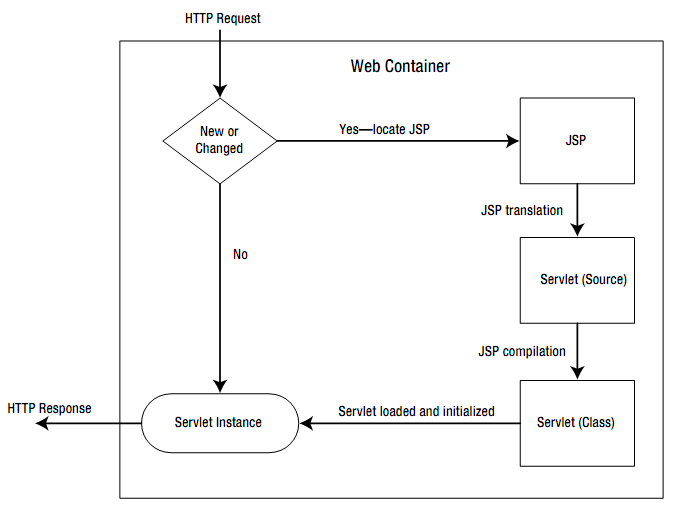 HTTP Request
Web Container
New or
Changed
Yes—locate JSP
JSP
JSP translation
No
Servlet (Source)
JSP compilation
HTTP Response
Servlet Instance
Servlet loaded and initialized
Servlet (Class)